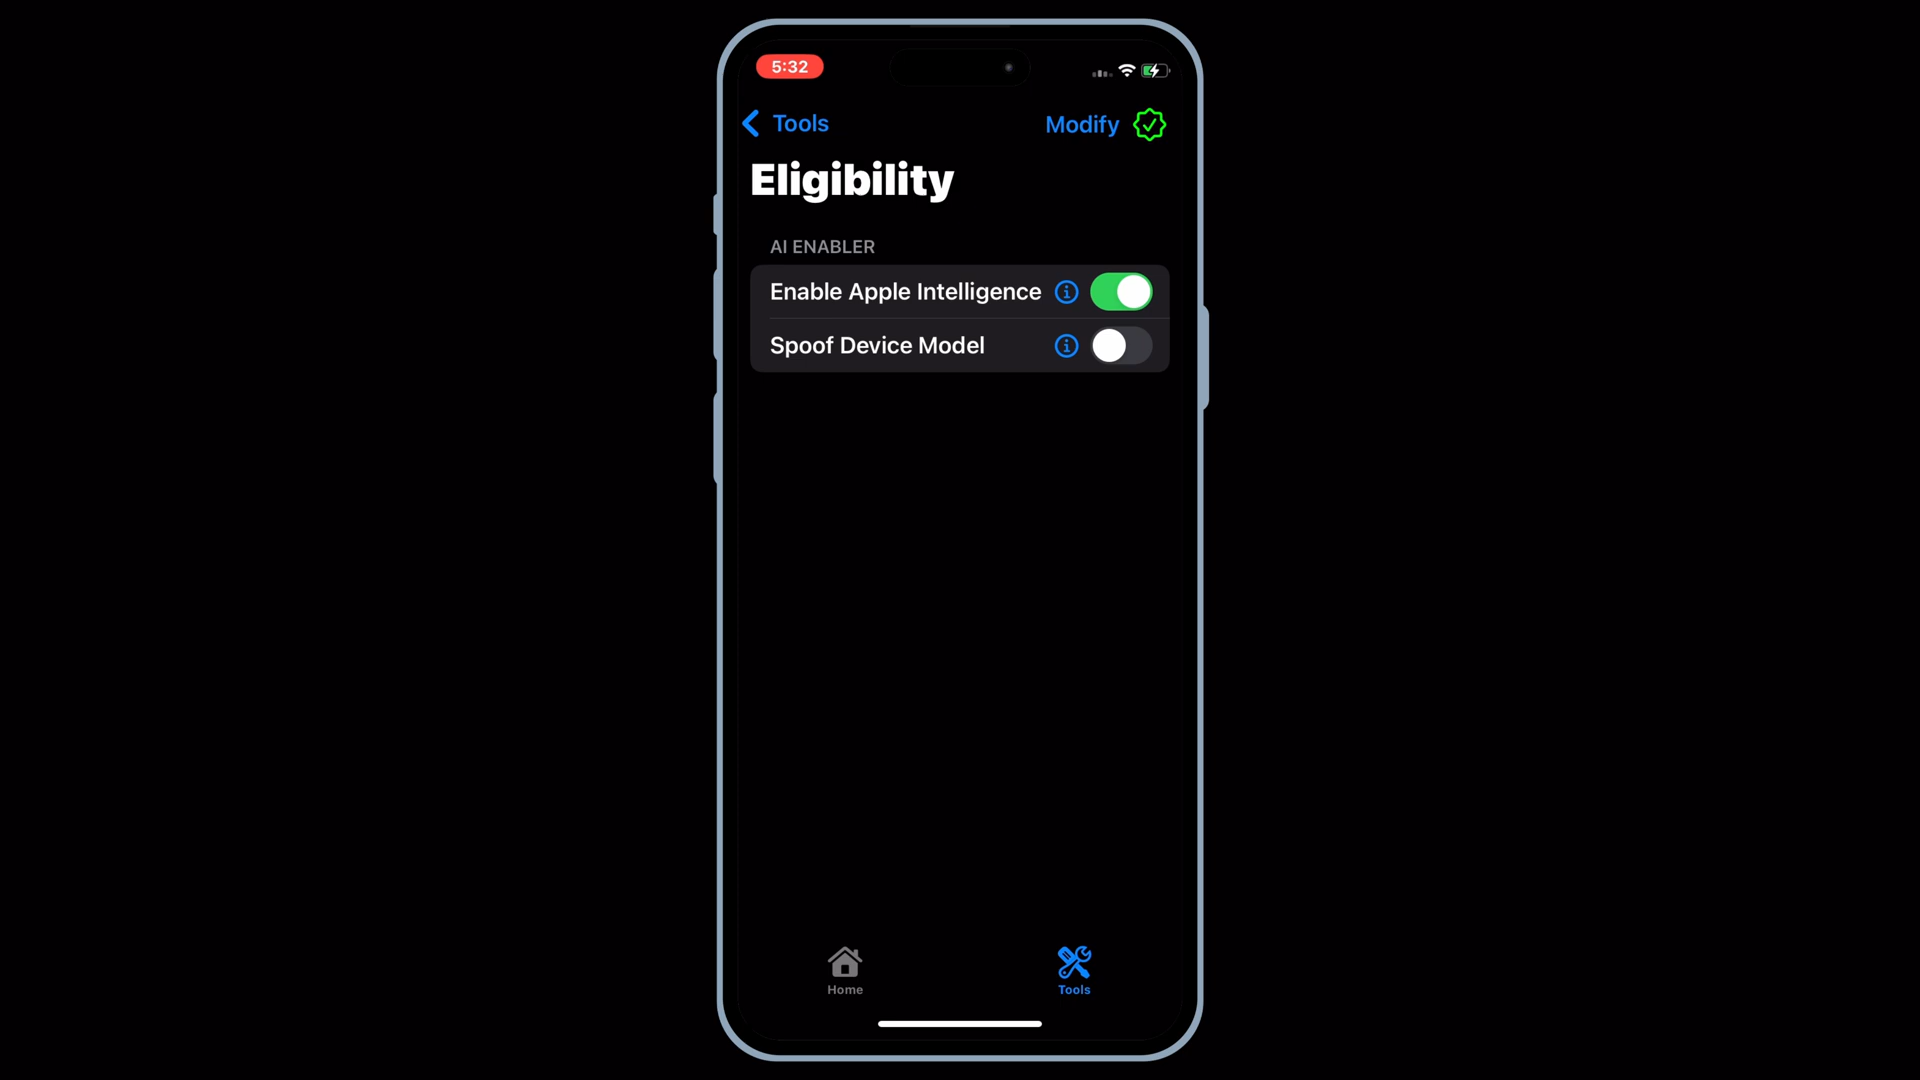 5:32
Tools
Modify
Eligibility
AI ENABLER
Enable Apple Intelligence
Spoof Device Model
Home
Tools